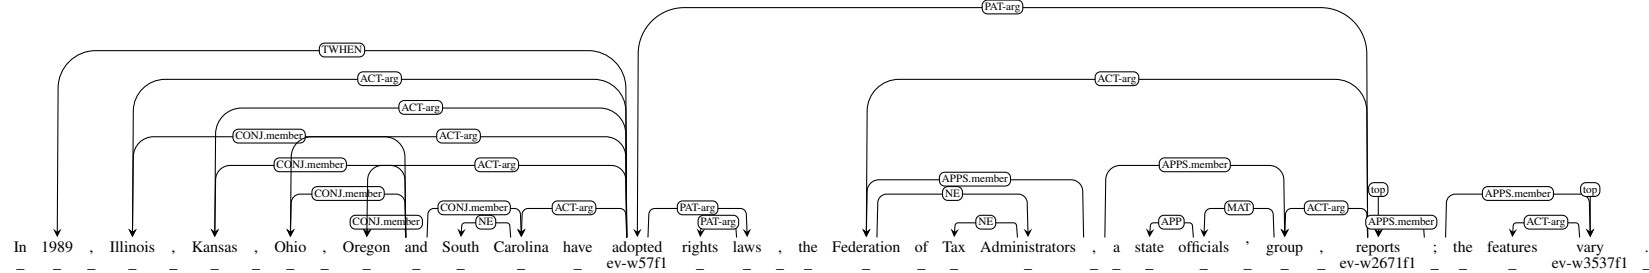 PAT-arg
TWHEN
ACT-arg ACT-arg
ACT-arg
CONJ.member ACT-arg
CONJ.member ACT-arg APPS.member
APPS.member
CONJ.member NE top APPS.member top
CONJ.member ACT-arg PAT-arg MAT ACT-arg
CONJ.member NE PAT-arg NE APP APPS.member ACT-arg
In 1989 , Illinois , Kansas , Ohio , Oregon and South Carolina have adopted rights laws , the Federation of Tax Administrators , a state officials ' group , reports ; the features vary .
_ _ _ _ _ _ _ _ _ _ _ _ _ _ ev-w57f1 _ _ _ _ _ _ _ _ _ _ _ _ _ _ _ ev-w2671f1 _ _ _ ev-w3537f1 _